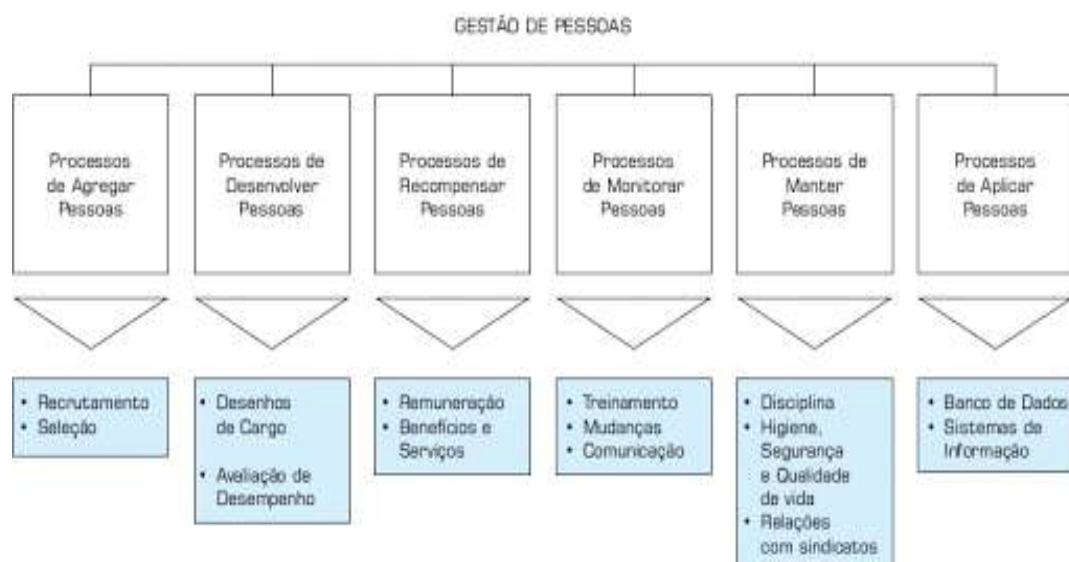 GESTÃO DE PESSOAS
Processos
de Agregar
Pessoas
Processos de
Desenvolver
Pessoas
Processos de
Recompensar
Pessoas
Processos
de Monitorar
Pessoas
Processos de
Manter
Pessoas
Processos
de Aplicar
Pessoas
• Recrutamento
• Seleção
• Desenhos
de Cargo
• Avaliação de
Desempenho
• Remuneração
• Benefícios e
Serviços
• Treinamento
• Mudanças
• Comunicação
• Disciplina
• Higiene,
Segurança
e Qualidade
de vida
• Relações
com sindicatos
• Banco de Dados
• Sistemas de
Informação